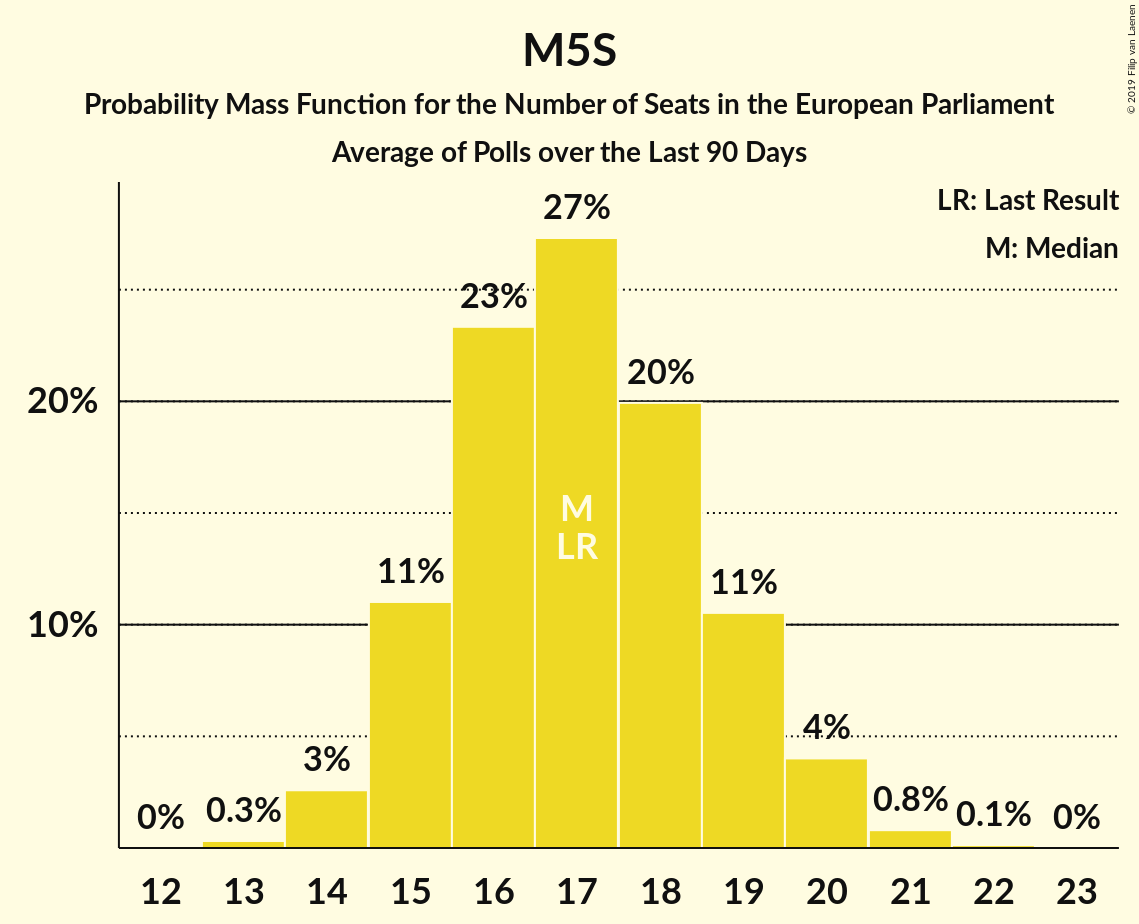 M5S
Probability Mass Function for the Number of Seats in the European Parliament
Average of Polls over the Last 90 Days
© 2019 Filip van Laenen
LR: Last Result
M: Median
27%
23%
20%
20%
M
LR
11%
11%
10%
4%
3%
0%
0.3%
0.8%
0.1%
0%
12 13 14 15 16 17 18 19 20 21 22 23